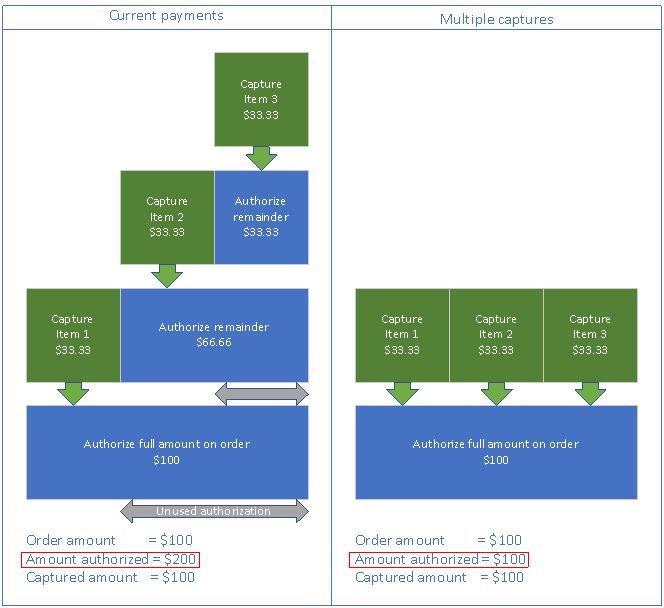 Current payments
Capture
Item 3
$33.33
Capture
Item 2
$33.33
Authorize
remainder
$33.33
Capture
Item 1
$33.33
Authorize remainder
$66.66
Authorize full amount on order
$100
Unused authorization
Order amount = $100
Amount authorized = $200
Captured amount = $100
Multiple captures
Capture
Item 1
$33.33
Capture
Item 2
$33.33
Capture
Item 3
$33.33
Authorize full amount on order
$100
Order amount = $100
Amount authorized = $100
Captured amount = $100